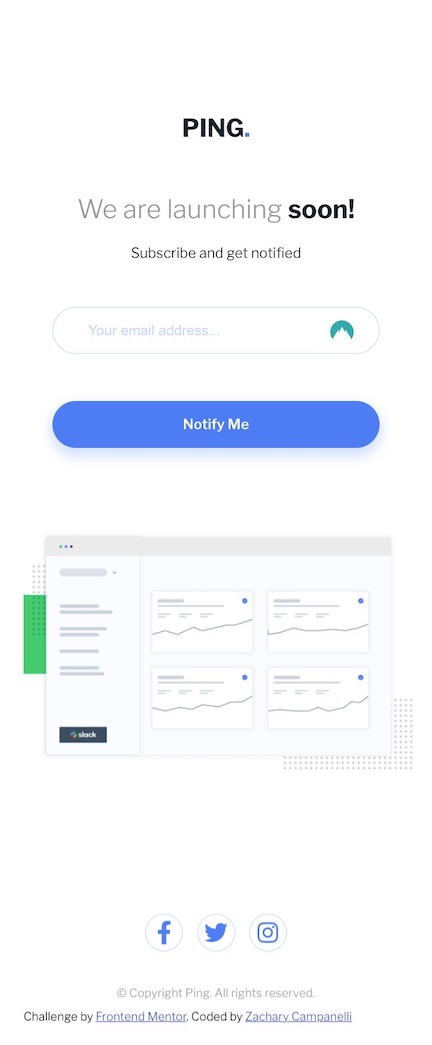 PING.
We are launching soon!
Subscribe and get notified
Your email address...
Notify Me
slack
© Copyright Ping. All rights reserved.
Challenge by Frontend Mentor. Coded by Zachary Campanelli